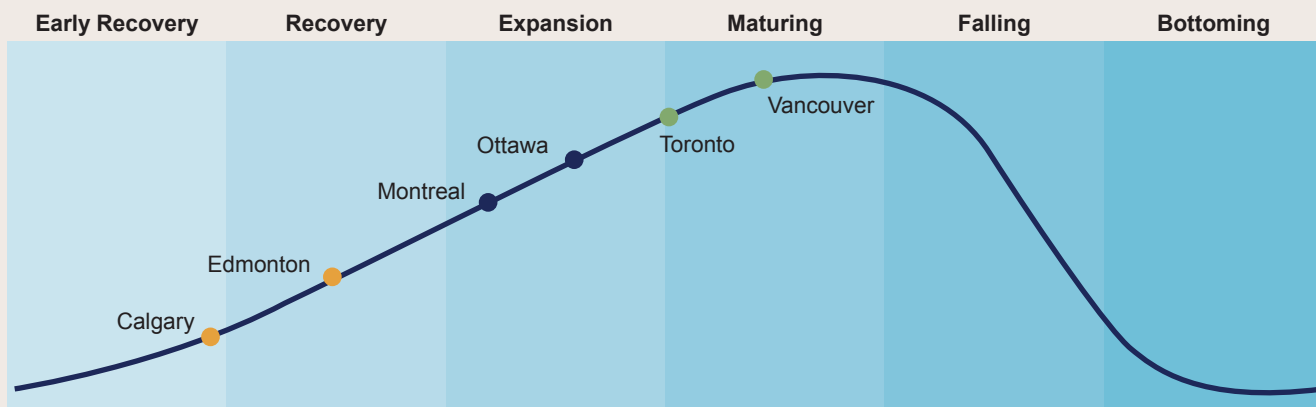 Early Recovery Recovery Expansion Maturing Falling Bottoming
Vancouver
Toronto
Ottawa
Montreal
Edmonton
Calgary